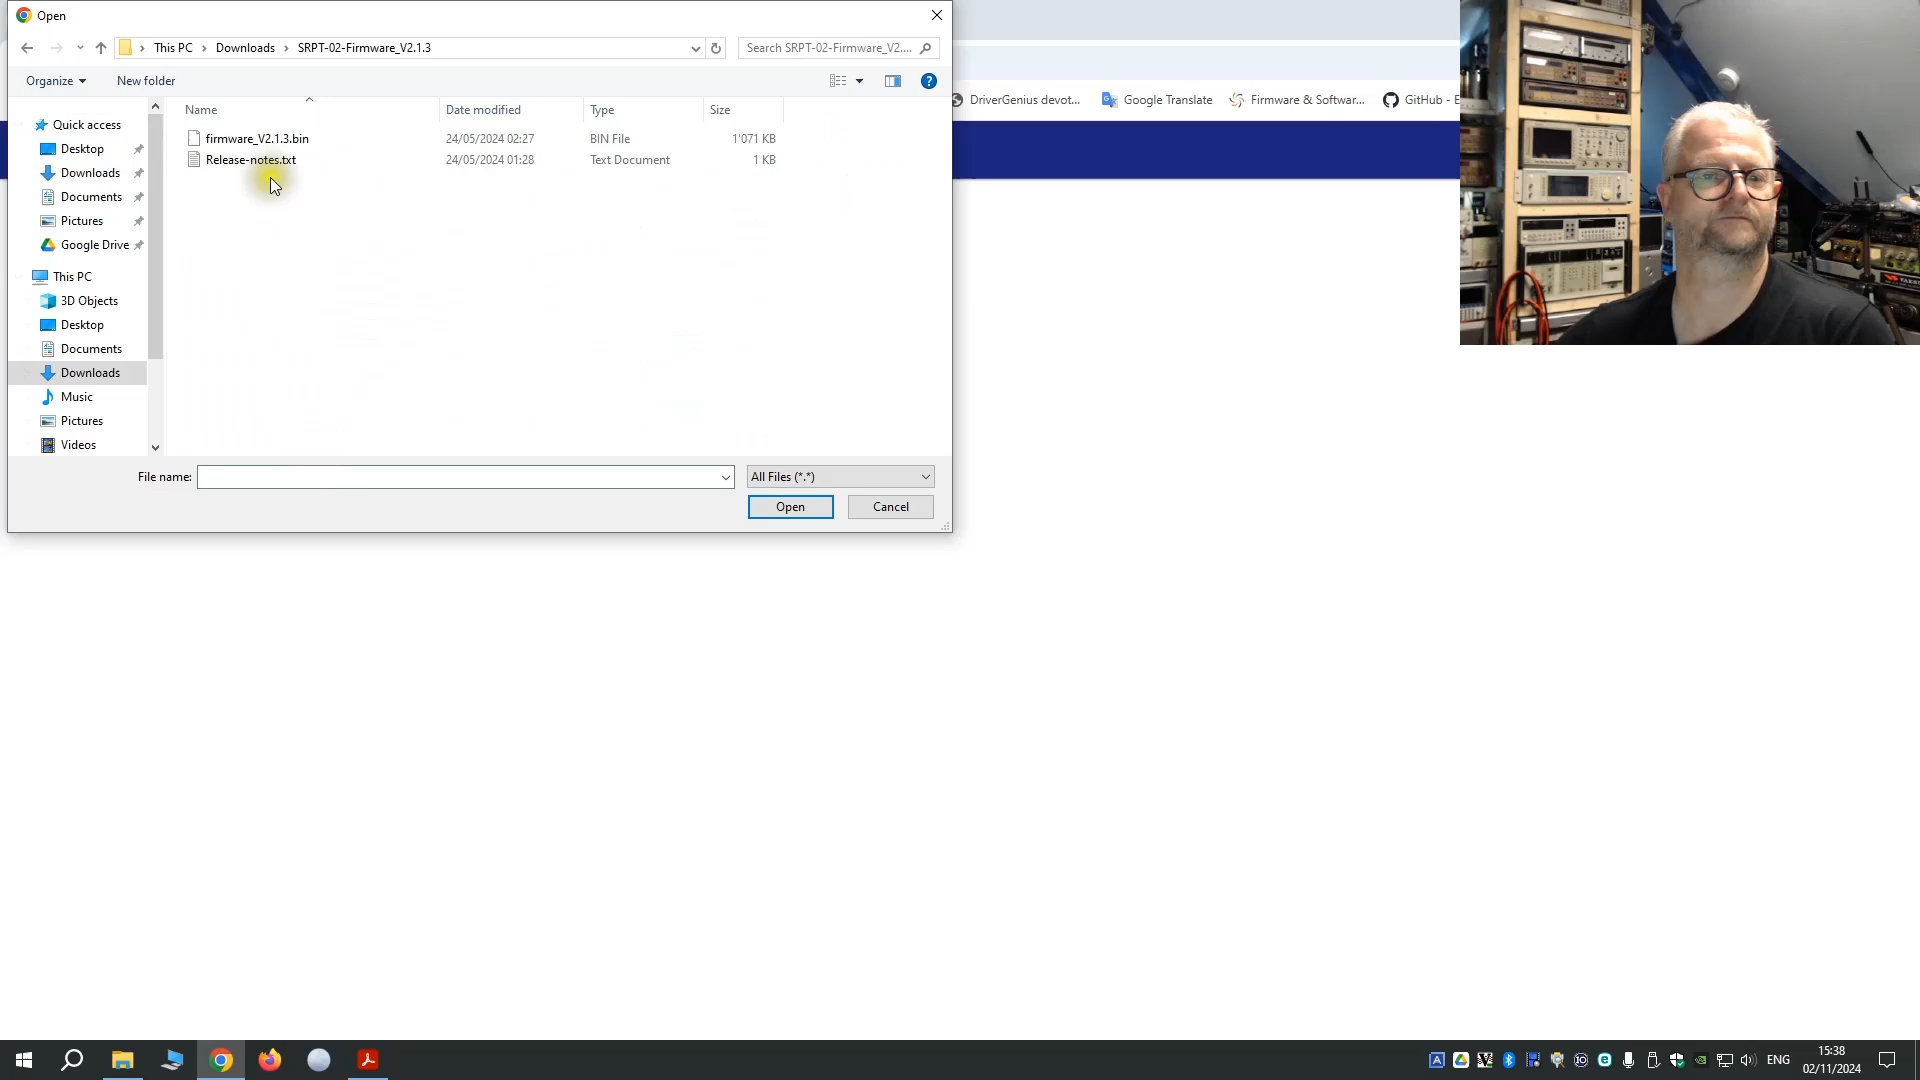 Open
This PC > Downloads > SRPT-02-Firmware_V2.1.3
Search SRPT-02-Firmware_V2....
Organize
New folder
Name
Date modified
Type
Size
firmware_V2.1.3.bin
24/05/2024 02:27
BIN File
1'071 KB
Release-notes.txt
24/05/2024 01:28
Text Document
1 KB
Quick access
Desktop
Downloads
Documents
Pictures
Google Drive
This PC
3D Objects
Desktop
Documents
Downloads
Music
Pictures
Videos
File name:
All Files (*.*)
Open
Cancel
DriverGenius devot...
Google Translate
Firmware & Softwar...
GitHub - E
ENG
15:38
02/11/2024